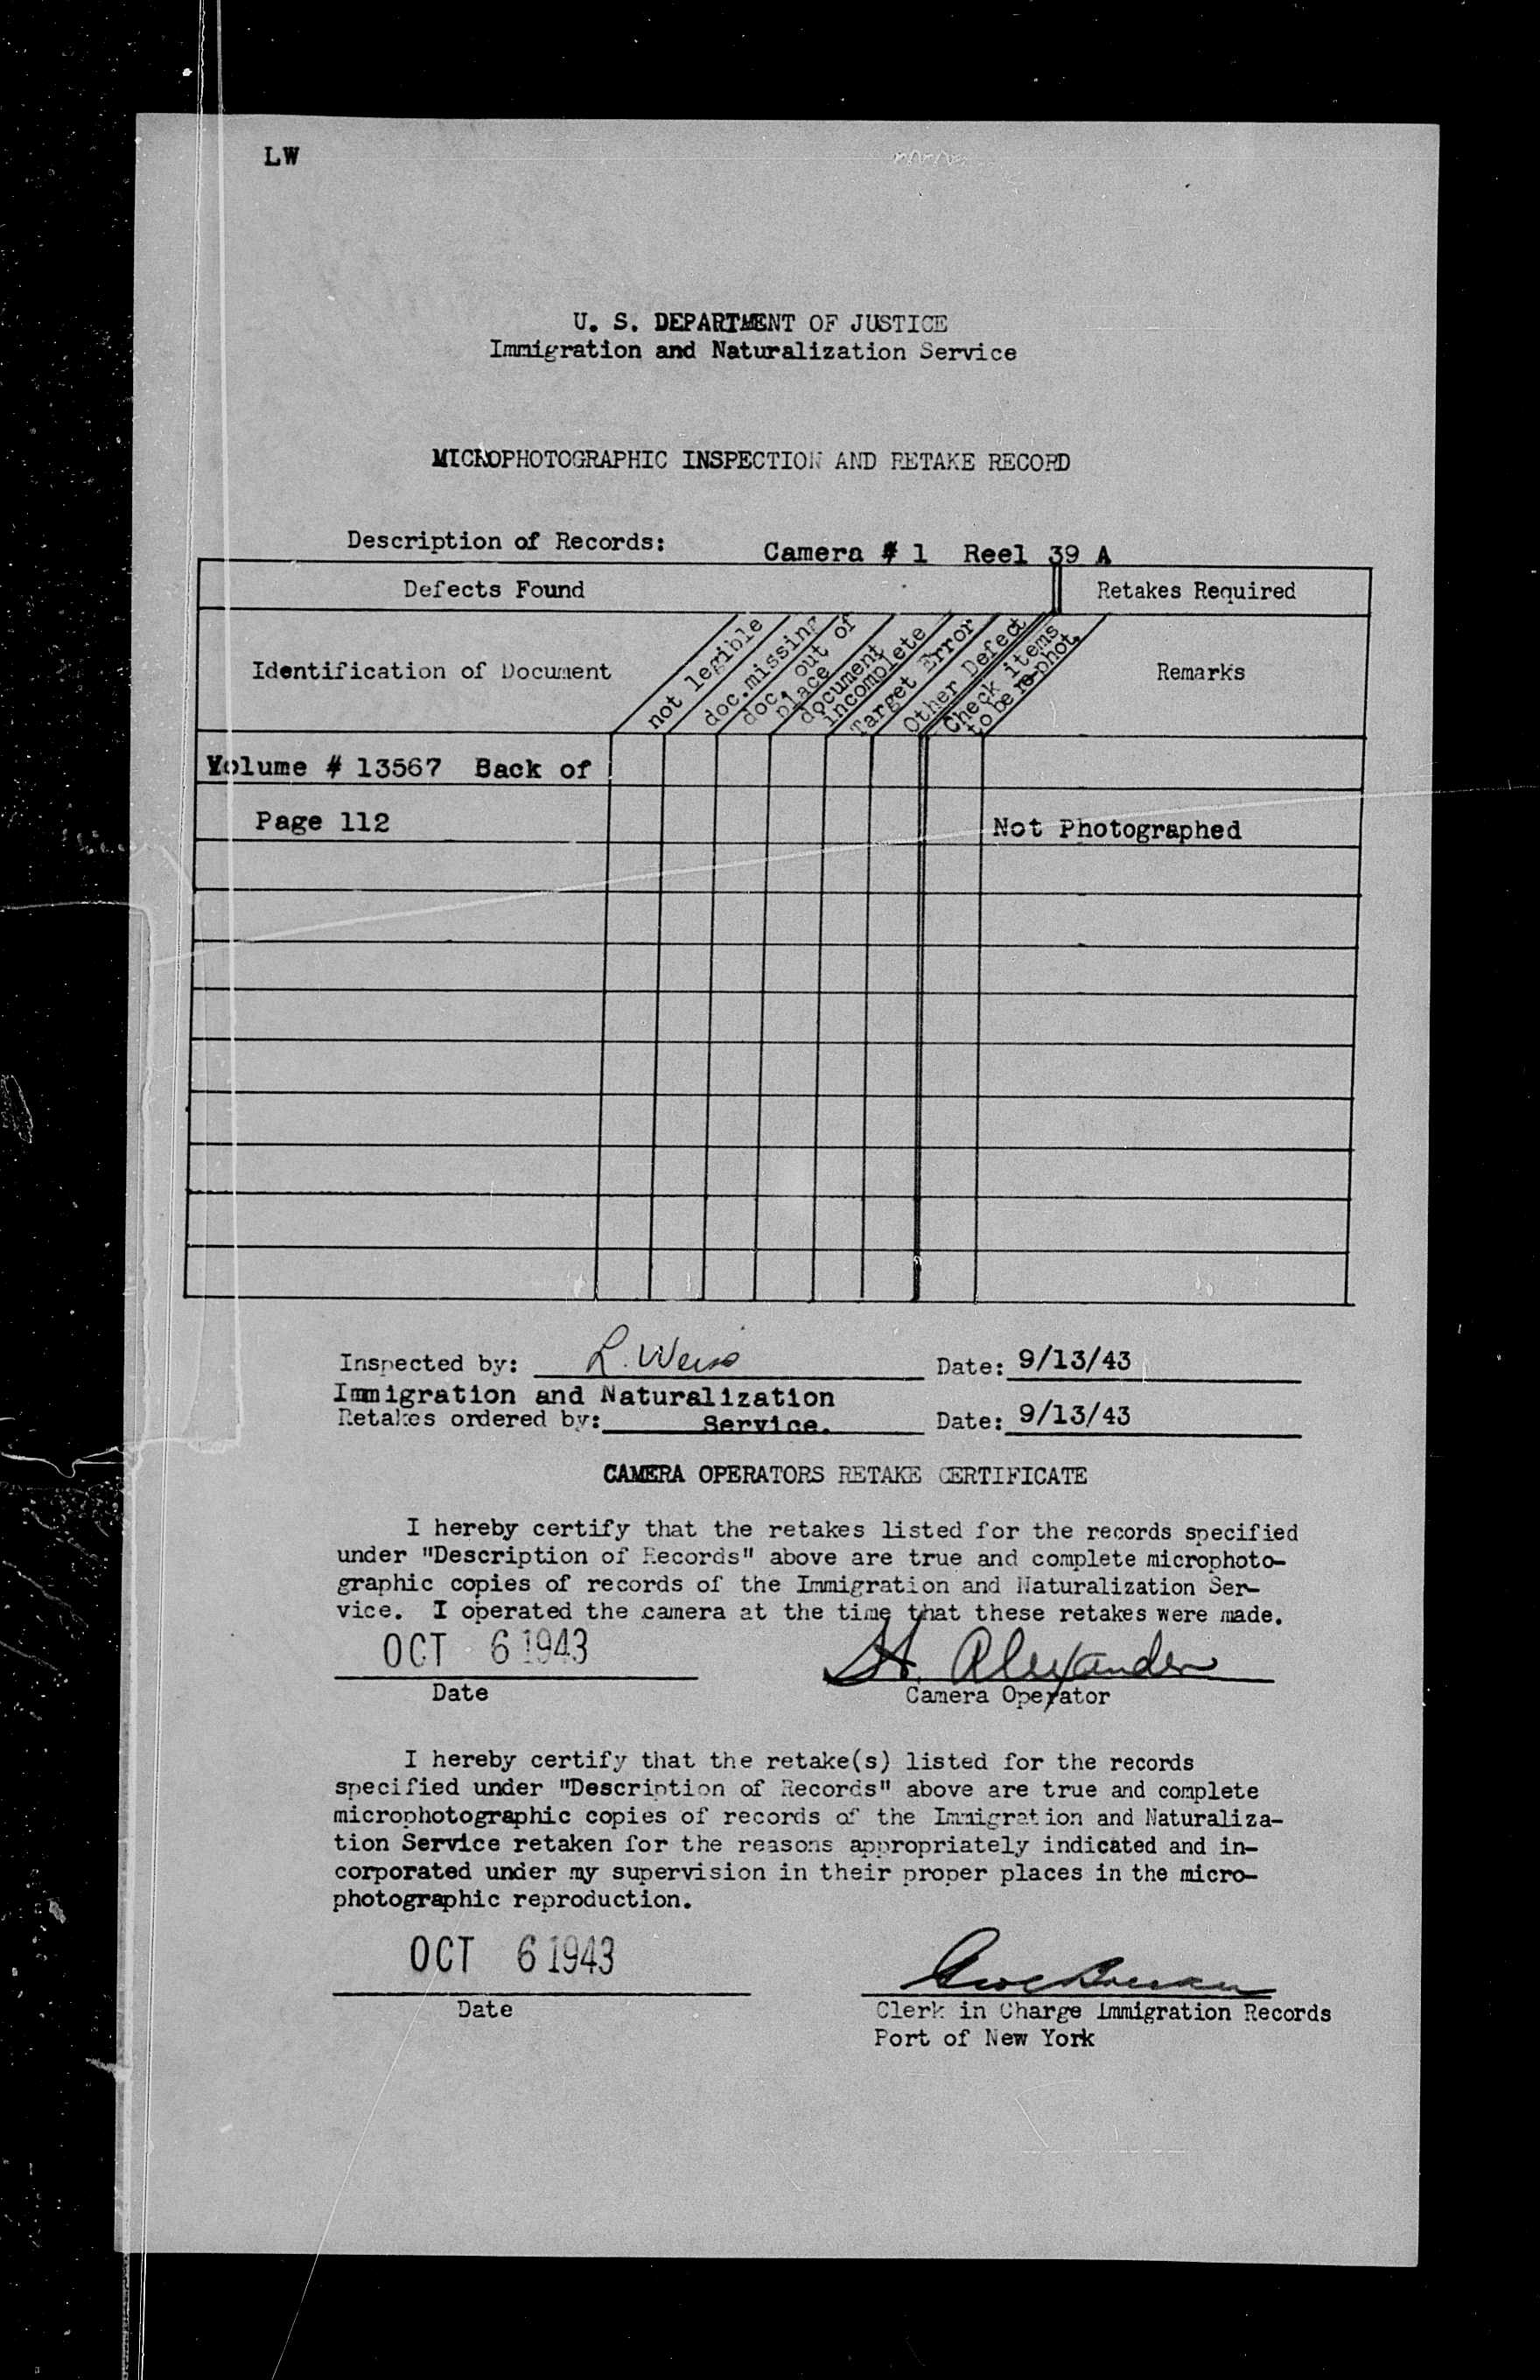 LW
U. S. DEPARTMENT OF JUSTICE
Immigration and Naturalization Service
MICROPHOTOGRAPHIC INSPECTION AND RETAKE RECORD
Description of Records: Camera # 1 Reel 39 A
Defects Found Retakes Required
Identification of Document
not legible
doc. missing
doc. out of
place
document
incomplete
Target Error
Other Defect
Check items
to be re-phot.
Remarks
Volume # 13567 Back of
Page 112 Not Photographed
Inspected by: L. Weiss Date: 9/13/43
Immigration and Naturalization
Retakes ordered by: Service. Date: 9/13/43
CAMERA OPERATORS RETAKE CERTIFICATE
I hereby certify that the retakes listed for the records specified
under "Description of Records" above are true and complete microphoto-
graphic copies of records of the Immigration and Naturalization Ser-
vice. I operated the camera at the time that these retakes were made.
OCT 6 1943 H. Alexander
Date Camera Operator
I hereby certify that the retake(s) listed for the records
specified under "Description of Records" above are true and complete
microphotographic copies of records of the Immigration and Naturaliza-
tion Service retaken for the reasons appropriately indicated and in-
corporated under my supervision in their proper places in the micro-
photographic reproduction.
OCT 6 1943
Date Clerk in Charge Immigration Records
Port of New York